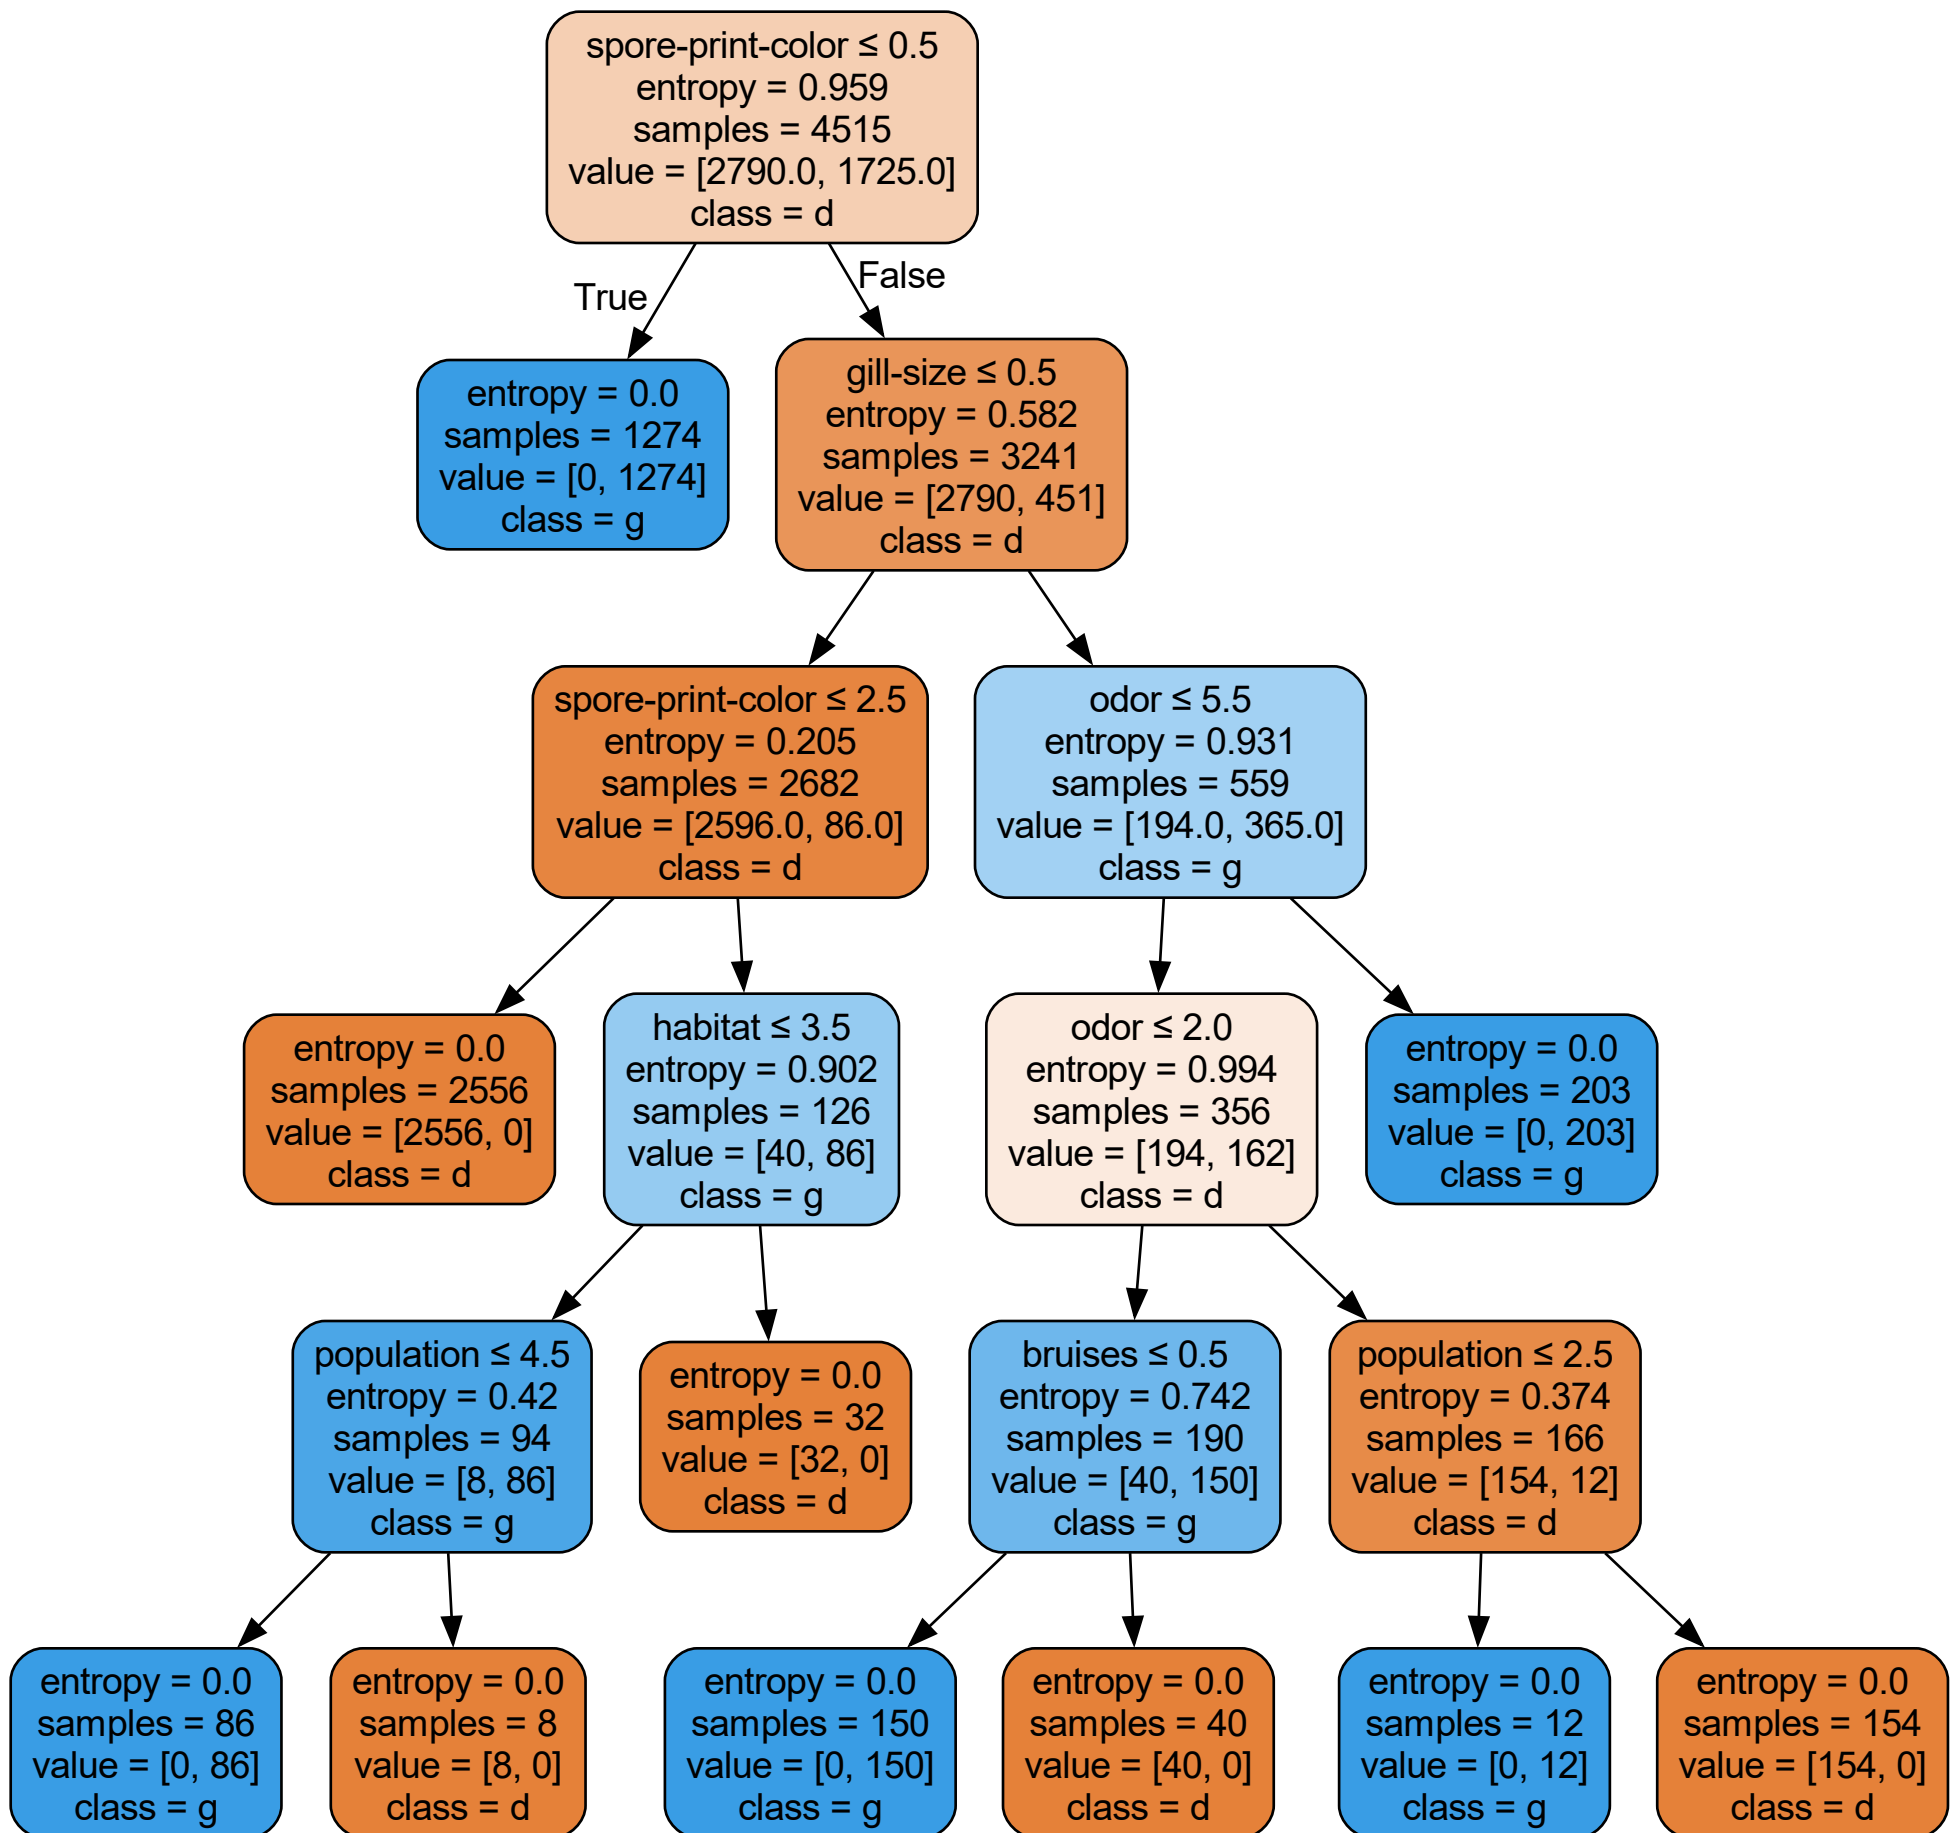 spore-print-color ≤ 0.5
entropy = 0.959
samples = 4515
value = [2790.0, 1725.0]
class = d
True
False
entropy = 0.0
samples = 1274
value = [0, 1274]
class = g
gill-size ≤ 0.5
entropy = 0.582
samples = 3241
value = [2790, 451]
class = d
spore-print-color ≤ 2.5
entropy = 0.205
samples = 2682
value = [2596.0, 86.0]
class = d
odor ≤ 5.5
entropy = 0.931
samples = 559
value = [194.0, 365.0]
class = g
entropy = 0.0
samples = 2556
value = [2556, 0]
class = d
habitat ≤ 3.5
entropy = 0.902
samples = 126
value = [40, 86]
class = g
odor ≤ 2.0
entropy = 0.994
samples = 356
value = [194, 162]
class = d
entropy = 0.0
samples = 203
value = [0, 203]
class = g
population ≤ 4.5
entropy = 0.42
samples = 94
value = [8, 86]
class = g
entropy = 0.0
samples = 32
value = [32, 0]
class = d
bruises ≤ 0.5
entropy = 0.742
samples = 190
value = [40, 150]
class = g
population ≤ 2.5
entropy = 0.374
samples = 166
value = [154, 12]
class = d
entropy = 0.0
samples = 86
value = [0, 86]
class = g
entropy = 0.0
samples = 8
value = [8, 0]
class = d
entropy = 0.0
samples = 150
value = [0, 150]
class = g
entropy = 0.0
samples = 40
value = [40, 0]
class = d
entropy = 0.0
samples = 12
value = [0, 12]
class = g
entropy = 0.0
samples = 154
value = [154, 0]
class = d